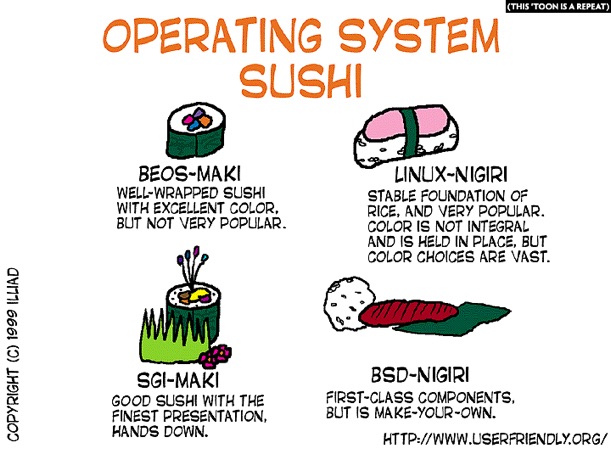 (THIS 'TOON IS A REPEAT)
OPERATING SYSTEM
SUSHI
BEOS-MAKI
WELL-WRAPPED SUSHI
WITH EXCELLENT COLOR,
BUT NOT VERY POPULAR.
LINUX-NIGIRI
STABLE FOUNDATION OF
RICE, AND VERY POPULAR.
COLOR IS NOT INTEGRAL
AND IS HELD IN PLACE, BUT
COLOR CHOICES ARE VAST.
SGI-MAKI
GOOD SUSHI WITH THE
FINEST PRESENTATION,
HANDS DOWN.
BSD-NIGIRI
FIRST-CLASS COMPONENTS,
BUT IS MAKE-YOUR-OWN.
COPYRIGHT (C) 1999 ILLIAD
HTTP://WWW.USERFRIENDLY.ORG/